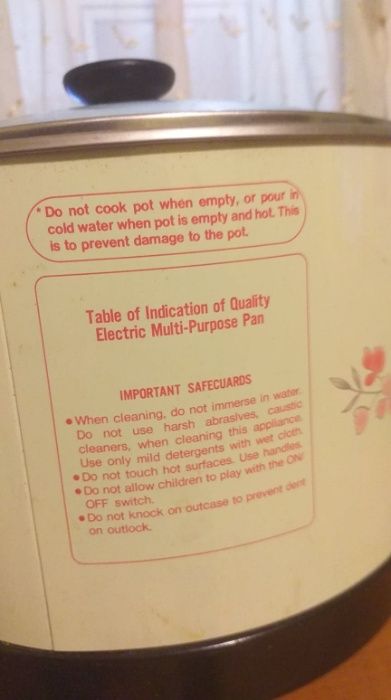 * Do not cook pot when empty, or pour in
cold water when pot is empty and hot. This
is to prevent damage to the pot.
Table of Indication of Quality
Electric Multi-Purpose Pan
IMPORTANT SAFEGUARDS
● When cleaning, do not immerse in water.
Do not use harsh abrasives, caustic
cleaners, when cleaning this appliance.
Use only mild detergents with wet cloth.
● Do not touch hot surfaces. Use handles.
● Do not allow children to play with the ON/
OFF switch.
● Do not knock on outcase to prevent dent
on outlock.